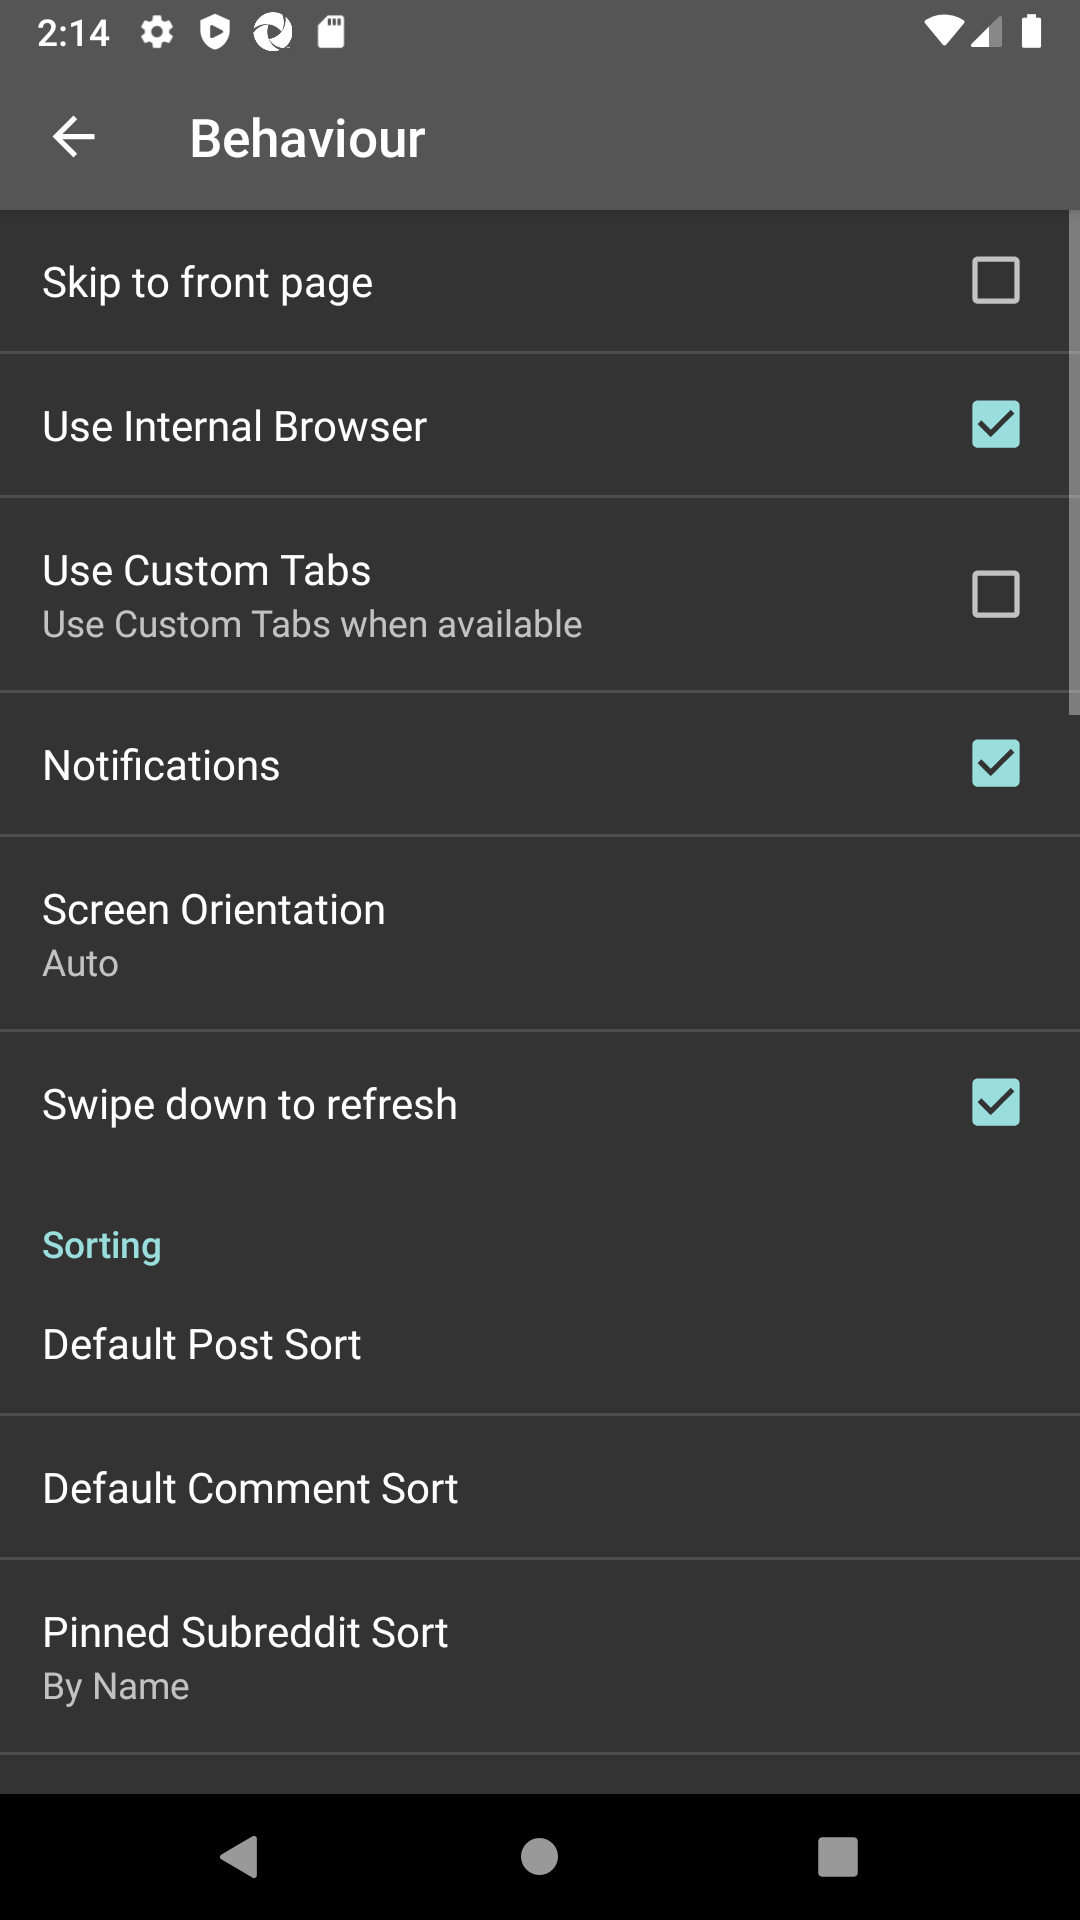 2:14
Behaviour
Skip to front page
Use Internal Browser
Use Custom Tabs
Use Custom Tabs when available
Notifications
Screen Orientation
Auto
Swipe down to refresh
Sorting
Default Post Sort
Default Comment Sort
Pinned Subreddit Sort
By Name